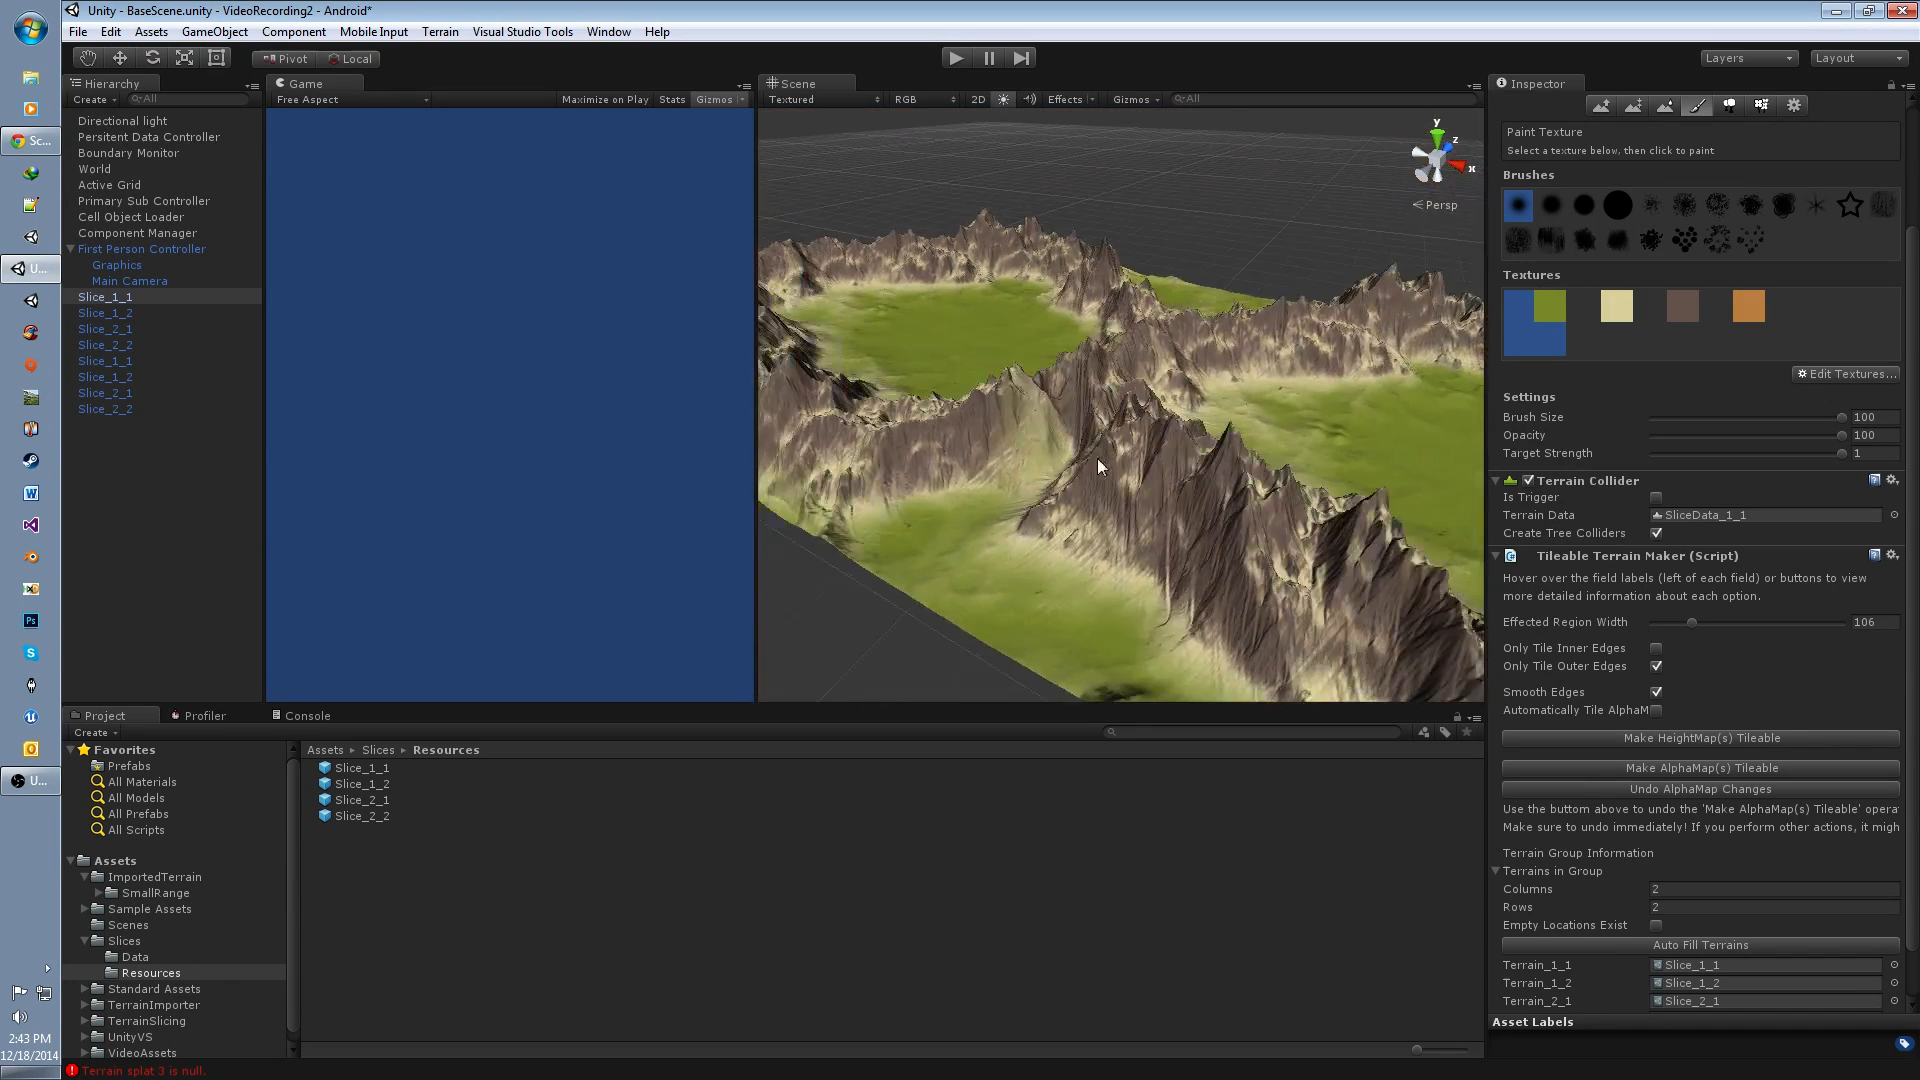 Unity - BaseScene.unity - VideoRecording2 - Android*
File Edit Assets GameObject Component Mobile Input Terrain Visual Studio Tools Window Help
Pivot Local
Layers Layout
Hierarchy
Create All
Directional light
Persitent Data Controller
Boundary Monitor
World
Active Grid
Primary Sub Controller
Cell Object Loader
Component Manager
First Person Controller
Graphics
Main Camera
Slice_1_1
Slice_1_2
Slice_2_1
Slice_2_2
Slice_1_1
Slice_1_2
Slice_2_1
Slice_2_2
Game
Free Aspect Maximize on Play Stats Gizmos
Scene
Textured RGB 2D Effects Gizmos All
y
z
x
Persp
Inspector
Paint Texture
Select a texture below, then click to paint
Brushes
Textures
Edit Textures...
Settings
Brush Size 100
Opacity 100
Target Strength 1
Terrain Collider
Is Trigger
Terrain Data SliceData_1_1
Create Tree Colliders
Tileable Terrain Maker (Script)
Hover over the field labels (left of each field) or buttons to view
more detailed information about each option.
Effected Region Width 106
Only Tile Inner Edges
Only Tile Outer Edges
Smooth Edges
Automatically Tile AlphaM
Make HeightMap(s) Tileable
Make AlphaMap(s) Tileable
Undo AlphaMap Changes
Use the buttom above to undo the 'Make AlphaMap(s) Tileable' opera
Make sure to undo immediately! If you perform other actions, it migh
Terrain Group Information
Terrains in Group
Columns 2
Rows 2
Empty Locations Exist
Auto Fill Terrains
Terrain_1_1 Slice_1_1
Terrain_1_2 Slice_1_2
Terrain_2_1 Slice_2_1
Asset Labels
Project Profiler Console
Create
Favorites
Prefabs
All Materials
All Models
All Prefabs
All Scripts
Assets
ImportedTerrain
SmallRange
Sample Assets
Scenes
Slices
Data
Resources
Standard Assets
TerrainImporter
TerrainSlicing
UnityVS
VideoAssets
Assets Slices Resources
Slice_1_1
Slice_1_2
Slice_2_1
Slice_2_2
Terrain splat 3 is null.
Sc...
U...
U...
2:43 PM
12/18/2014